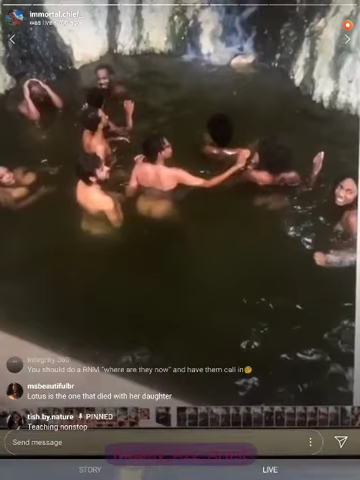 immortal.chief
You should do a RNM "where are they now" and have them call in
msbeautifulbr
Lotus is the one that died with her daughter
tish.by.nature PINNED
Teaching nonstop
Send message
STORY
LIVE